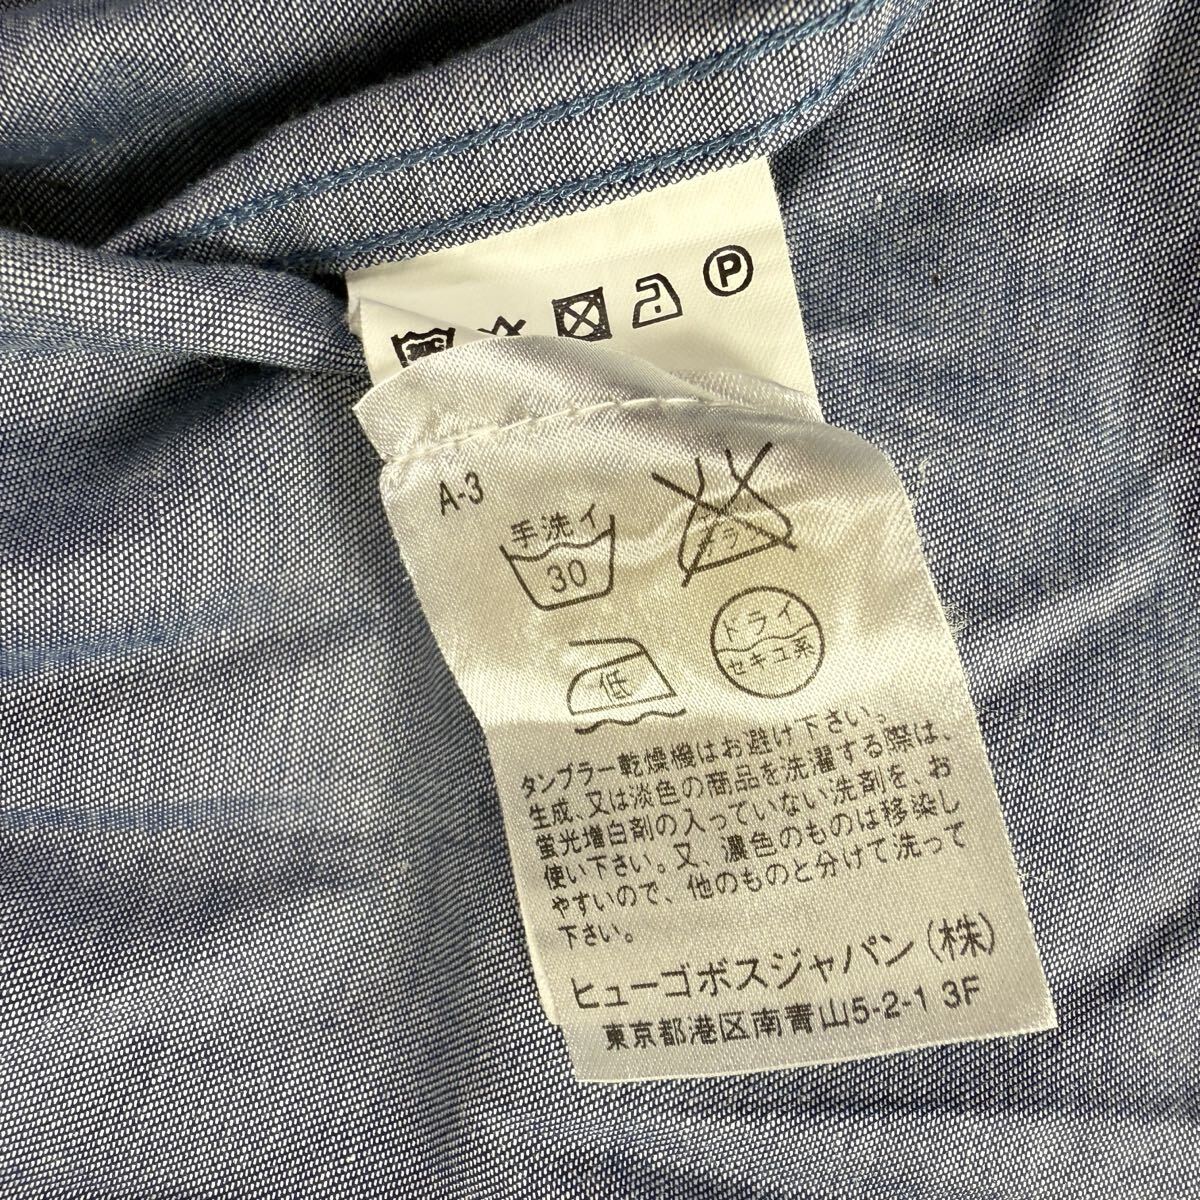 P
A-3
手洗イ
30
低
ドライ
セキユ系
タンブラー乾燥機はお避け下さい。
生成、又は淡色の商品を洗濯する際は、
蛍光増白剤の入っていない洗剤を、お
使い下さい。又、濃色のものは移染し
やすいので、他のものと分けて洗って
下さい。
ヒューゴボスジャパン(株)
東京都港区南青山5-2-1 3F